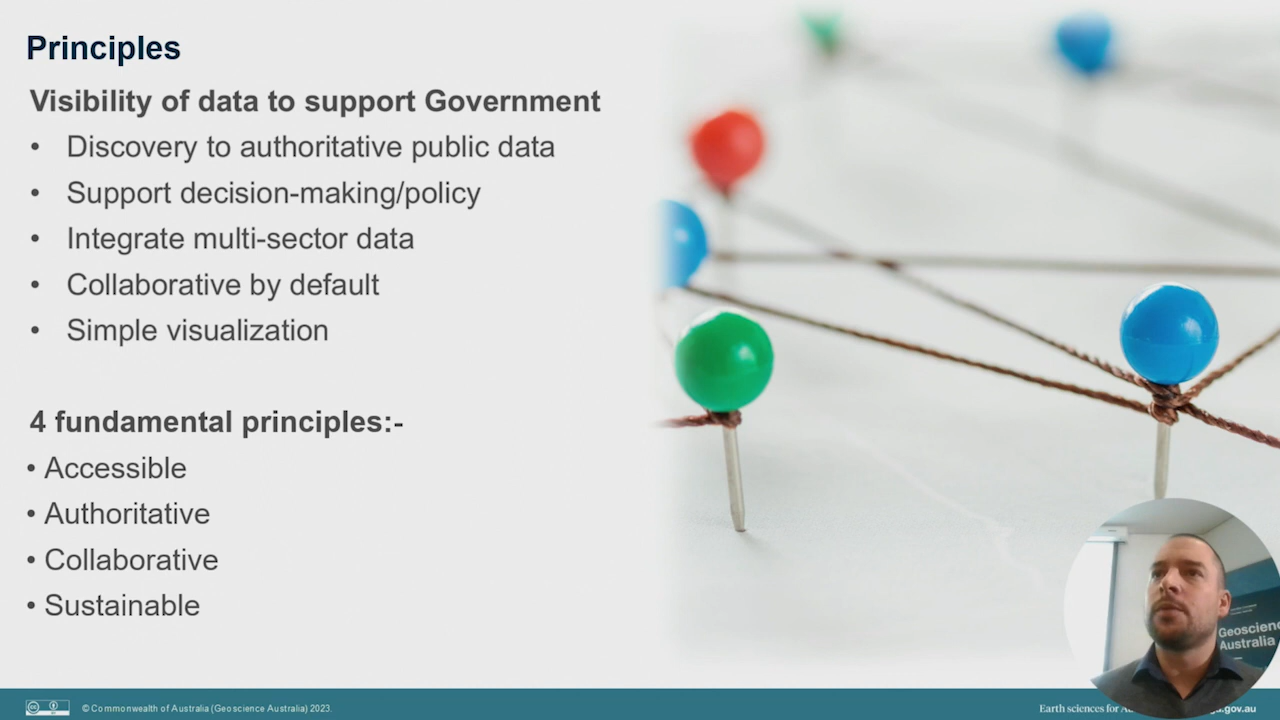 Principles
Visibility of data to support Government
• Discovery to authoritative public data
• Support decision-making/policy
• Integrate multi-sector data
• Collaborative by default
• Simple visualization
4 fundamental principles:-
• Accessible
• Authoritative
• Collaborative
• Sustainable
Australia
© Commonwealth of Australia (Geoscience Australia) 2023.
Earth sciences for
.gov.au